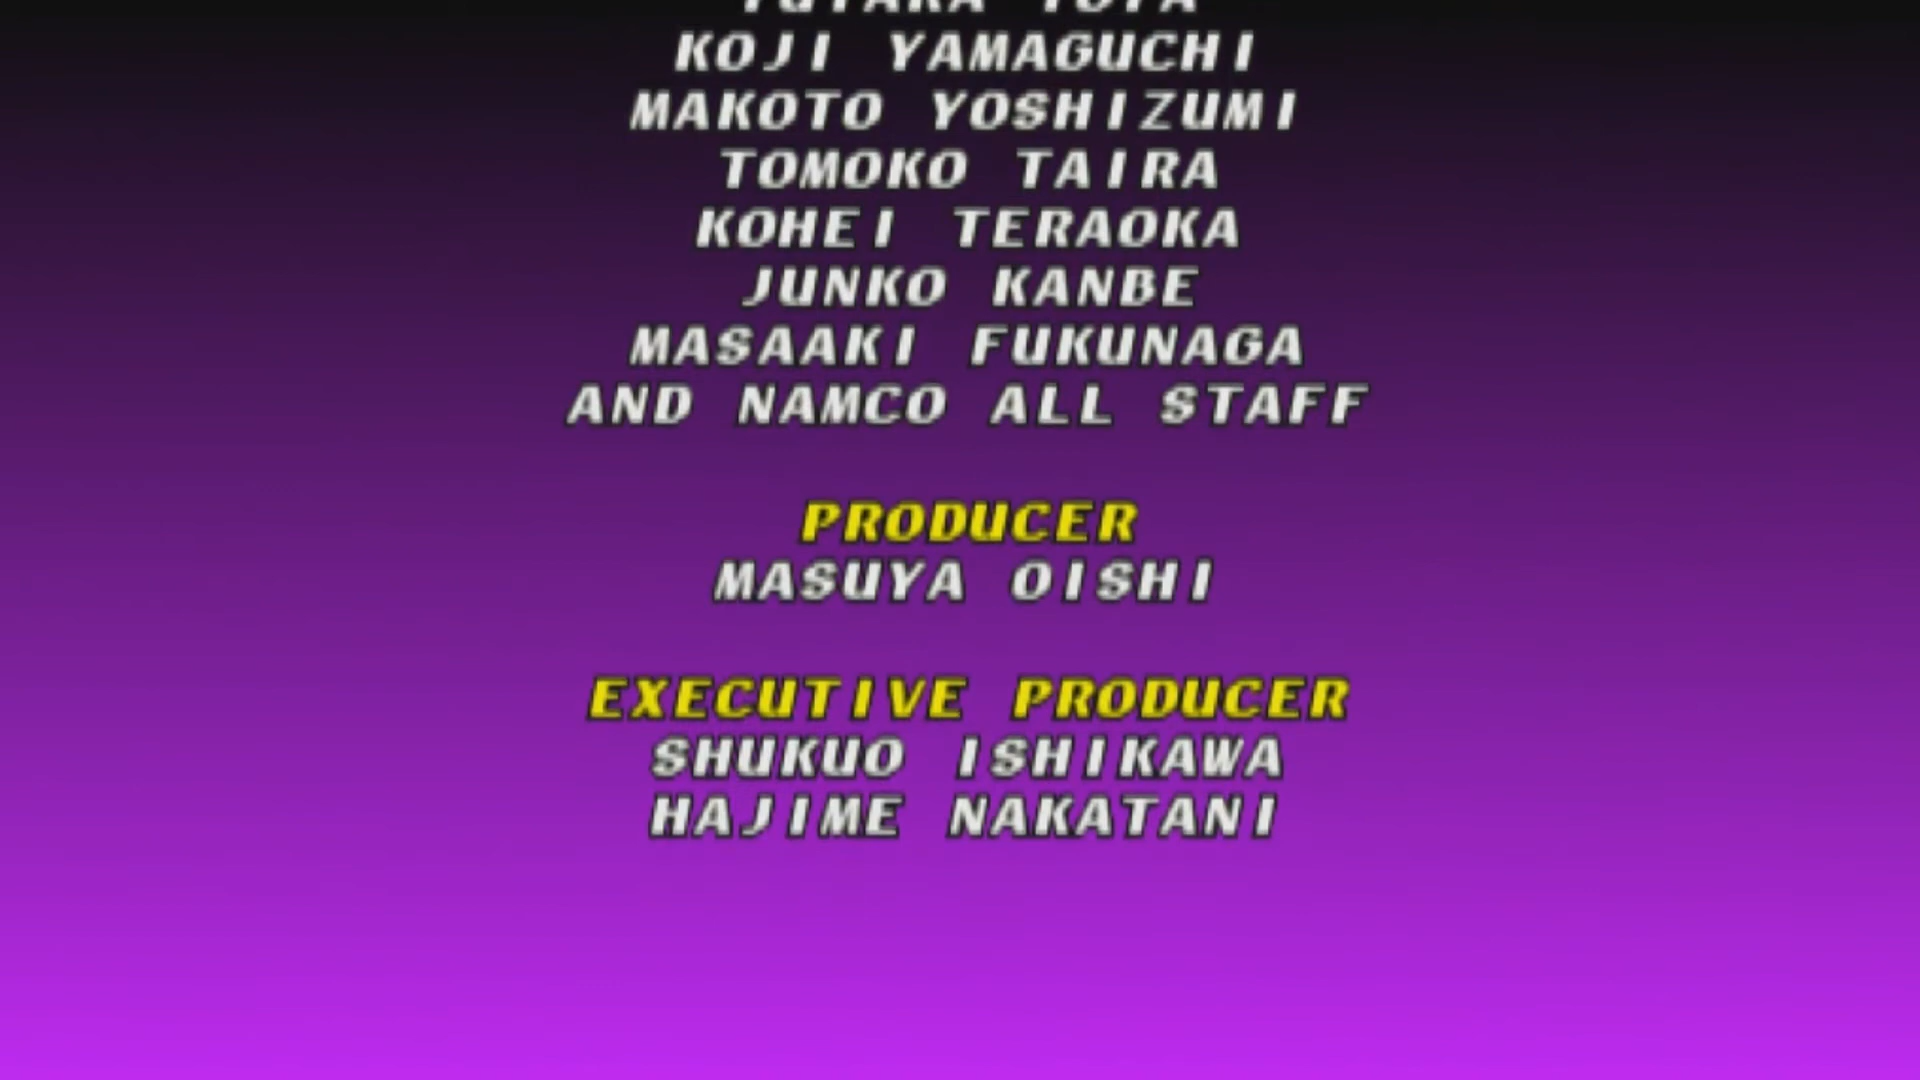 KOJI YAMAGUCHI
MAKOTO YOSHIZUMI
TOMOKO TAIRA
KOHEI TERAOKA
JUNKO KANBE
MASAAKI FUKUNAGA
AND NAMCO ALL STAFF
PRODUCER
MASUYA OISHI
EXECUTIVE PRODUCER
SHUKUO ISHIKAWA
HAJIME NAKATANI